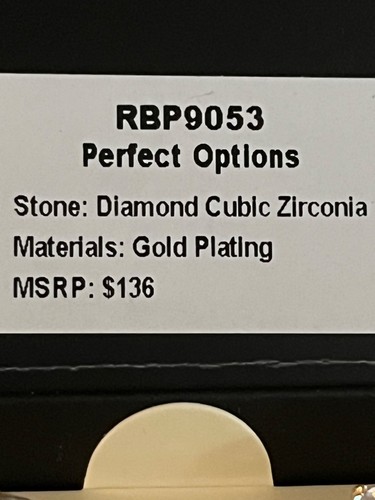 RBP9053
Perfect Options
Stone: Diamond Cubic Zirconia
Materials: Gold Plating
MSRP: $136